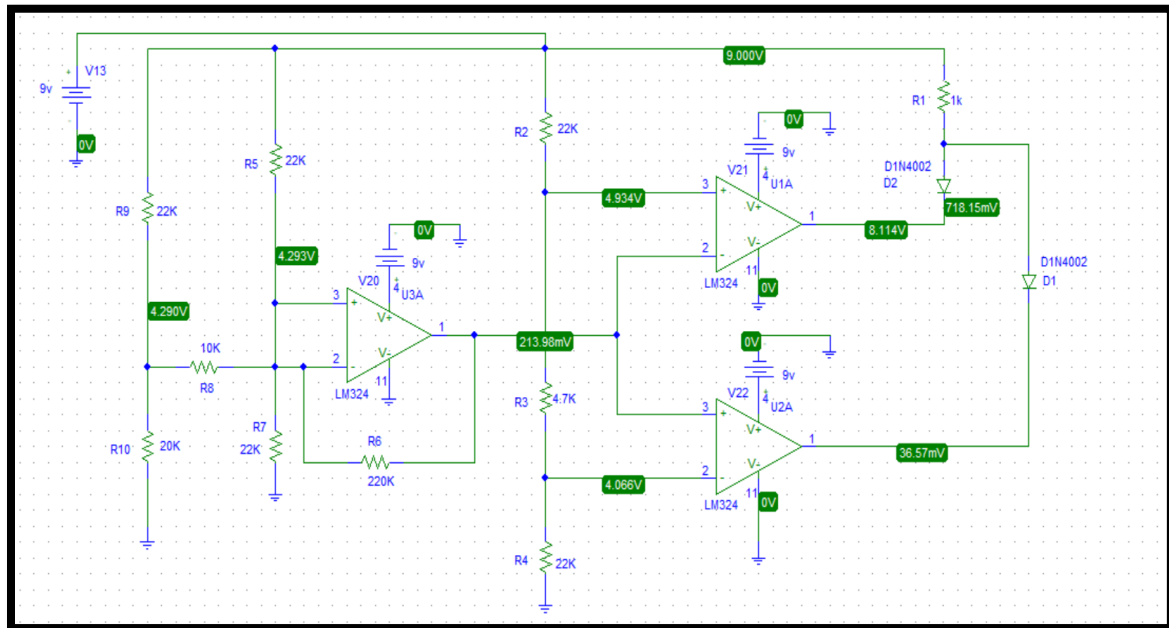 V13
9v
0V
R9
22K
4.290V
R10
20K
10K
R8
R5
22K
4.293V
R7
22K
0V
9v
V20
4
U3A
3
+
V+
1
2
-
V-
11
LM324
R6
220K
9.000V
R2
22K
213.98mV
R3
4.7K
R4
22K
4.934V
4.066V
0V
9v
V21
4
U1A
3
+
V+
1
2
-
V-
11
LM324
0V
8.114V
0V
9v
V22
4
U2A
3
+
V+
1
2
-
V-
11
LM324
0V
36.57mV
R1
1k
D1N4002
D2
718.15mV
D1N4002
D1